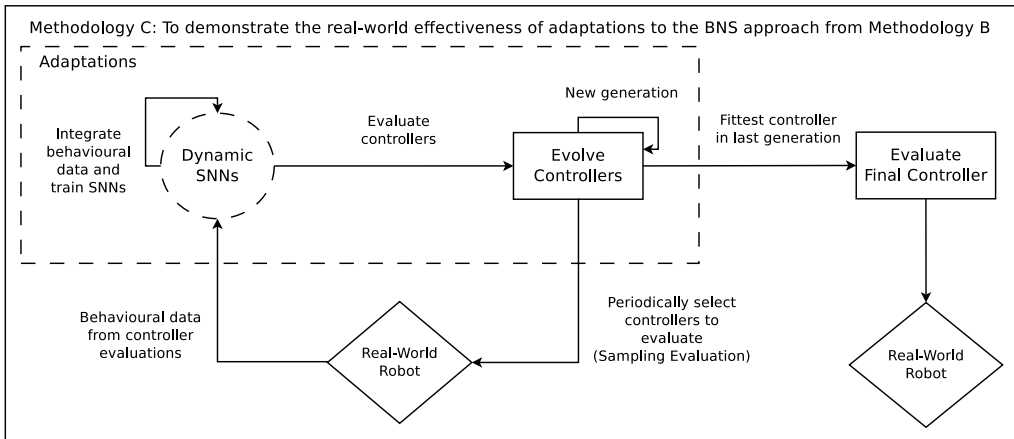 Methodology C: To demonstrate the real-world effectiveness of adaptations to the BNS approach from Methodology B
Adaptations
New generation
Integrate
behavioural
data and
train SNNs
Dynamic
SNNs
Evaluate
controllers
Evolve
Controllers
Fittest controller
in last generation
Evaluate
Final Controller
Behavioural data
from controller
evaluations
Real-World
Robot
Periodically select
controllers to
evaluate
(Sampling Evaluation)
Real-World
Robot